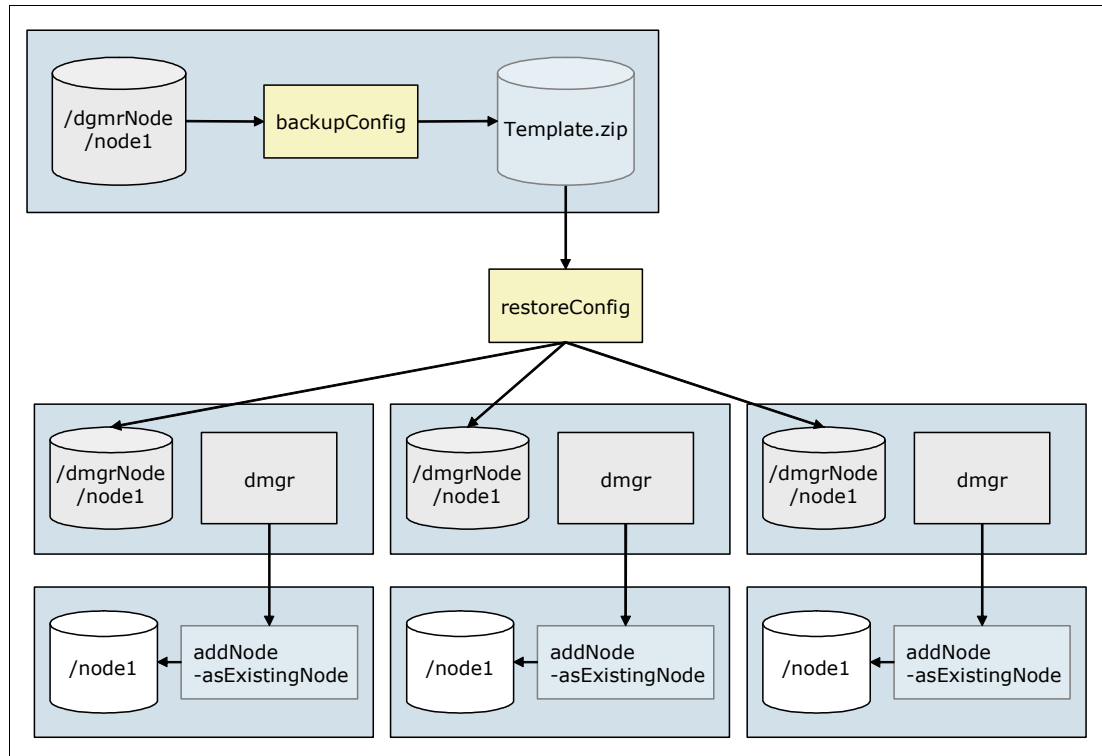 /dgmrNode
/node1
backupConfig
Template.zip
restoreConfig
/dmgrNode
/node1
dmgr
/dmgrNode
/node1
dmgr
/dmgrNode
/node1
dmgr
/node1
addNode
-asExistingNode
/node1
addNode
-asExistingNode
/node1
addNode
-asExistingNode